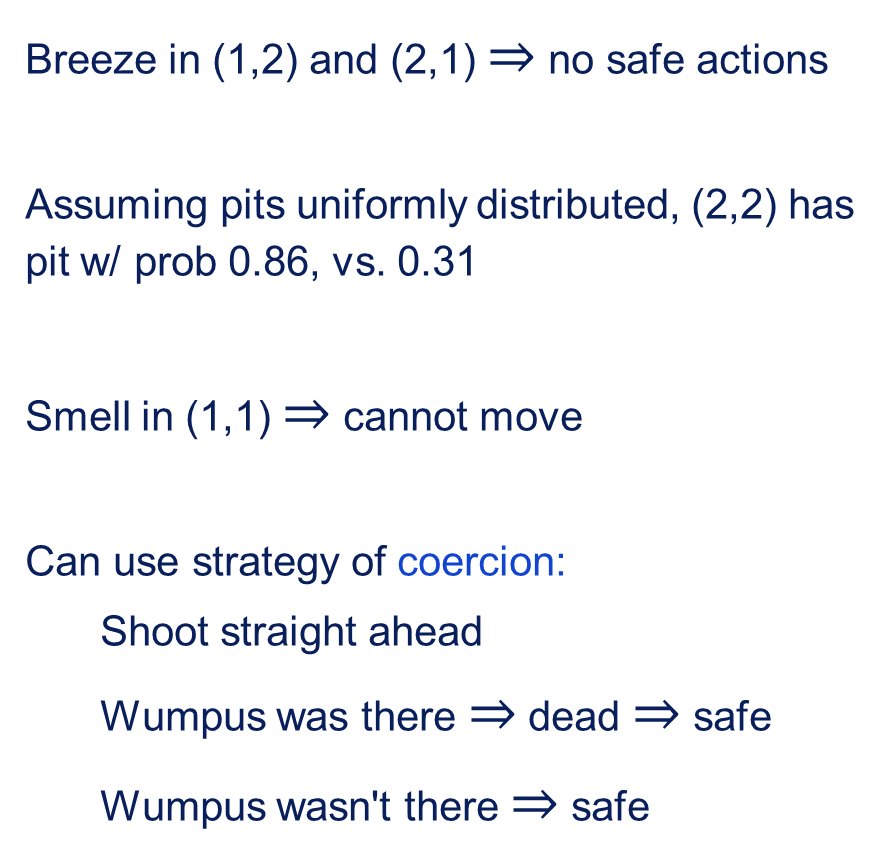 Breeze in (1,2) and (2,1) ⇒ no safe actions
Assuming pits uniformly distributed, (2,2) has
pit w/ prob 0.86, vs. 0.31
Smell in (1,1) ⇒ cannot move
Can use strategy of coercion:
Shoot straight ahead
Wumpus was there ⇒ dead ⇒ safe
Wumpus wasn't there ⇒ safe